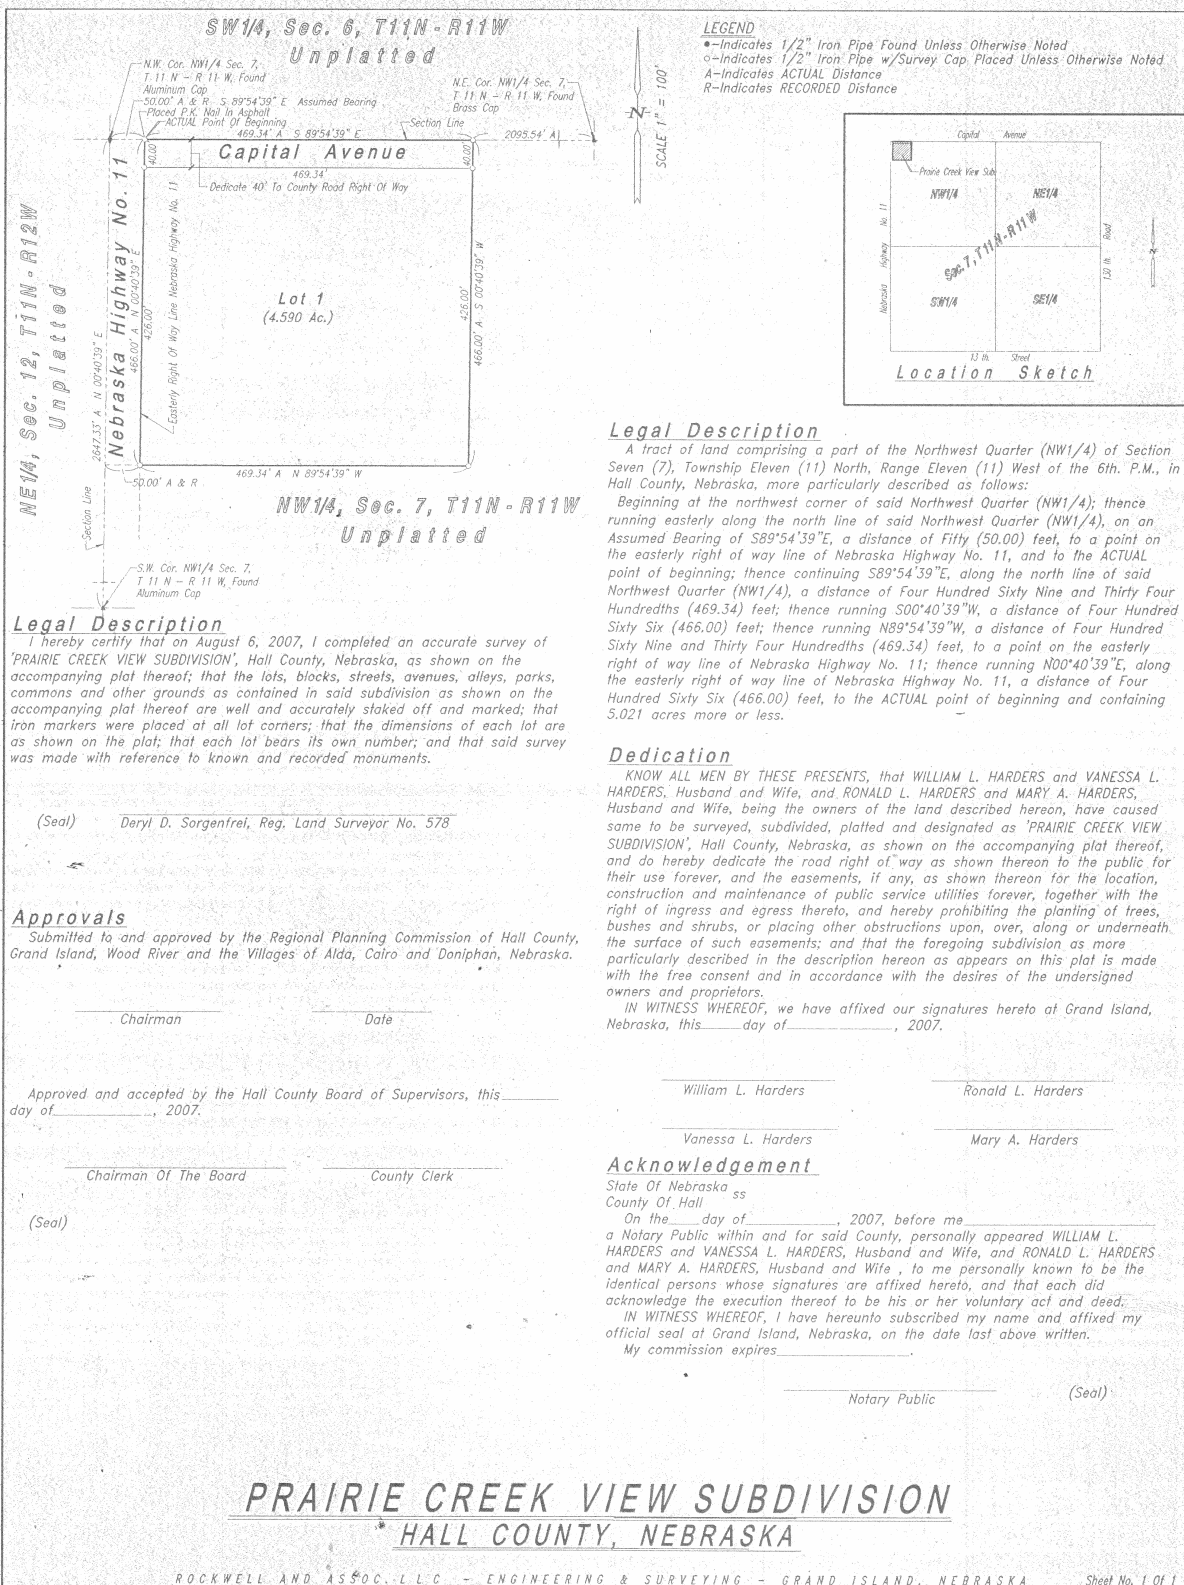 SW1/4, Sec. 6, T11N - R11W
Unplatted
N.W. Cor. NW1/4 Sec. 7,
T 11 N - R 11 W, Found
Aluminum Cap
50.00' A & R S 89°54'39" E Assumed Bearing
Placed P.K. Nail In Asphalt
ACTUAL Point Of Beginning
469.34' A S 89°54'39" E
Section Line
N.E. Cor. NW1/4 Sec. 7,
T 11 N - R 11 W, Found
Brass Cap
2095.54' A
40.00'
Capital Avenue
40.00'
469.34'
Dedicate 40' To County Road Right Of Way
NE1/4, Sec. 12, T11N - R12W
Unplatted
2647.33' A N 00°40'39" E
Nebraska Highway No. 11
466.00' A N 00°40'39" E
426.00'
Easterly Right Of Way Line Nebraska Highway No. 11
Lot 1
(4.590 Ac.)
426.00'
466.00' A S 00°40'39" W
469.34' A N 89°54'39" W
50.00' A & R
Section Line
NW1/4, Sec. 7, T11N - R11W
Unplatted
S.W. Cor. NW1/4 Sec. 7,
T 11 N - R 11 W, Found
Aluminum Cap
N
SCALE 1" = 100'
LEGEND
●-Indicates 1/2" Iron Pipe Found Unless Otherwise Noted
○-Indicates 1/2" Iron Pipe w/Survey Cap Placed Unless Otherwise Noted
A-Indicates ACTUAL Distance
R-Indicates RECORDED Distance
Capital Avenue
Prairie Creek View Sub.
NW1/4
NE1/4
Nebraska Highway No. 11
Sec. 7, T11N - R11W
130 th. Road
N
SW1/4
SE1/4
13 th. Street
Location Sketch
Legal Description
I hereby certify that on August 6, 2007, I completed an accurate survey of
'PRAIRIE CREEK VIEW SUBDIVISION', Hall County, Nebraska, as shown on the
accompanying plat thereof; that the lots, blocks, streets, avenues, alleys, parks,
commons and other grounds as contained in said subdivision as shown on the
accompanying plat thereof are well and accurately staked off and marked; that
iron markers were placed at all lot corners; that the dimensions of each lot are
as shown on the plat; that each lot bears its own number; and that said survey
was made with reference to known and recorded monuments.
(Seal)
Deryl D. Sorgenfrei, Reg. Land Surveyor No. 578
Approvals
Submitted to and approved by the Regional Planning Commission of Hall County,
Grand Island, Wood River and the Villages of Alda, Cairo and Doniphan, Nebraska.
Chairman Date
Approved and accepted by the Hall County Board of Supervisors, this______
day of___________, 2007.
Chairman Of The Board County Clerk
(Seal)
Legal Description
A tract of land comprising a part of the Northwest Quarter (NW1/4) of Section
Seven (7), Township Eleven (11) North, Range Eleven (11) West of the 6th. P.M., in
Hall County, Nebraska, more particularly described as follows:
Beginning at the northwest corner of said Northwest Quarter (NW1/4); thence
running easterly along the north line of said Northwest Quarter (NW1/4), on an
Assumed Bearing of S89°54'39"E, a distance of Fifty (50.00) feet, to a point on
the easterly right of way line of Nebraska Highway No. 11, and to the ACTUAL
point of beginning; thence continuing S89°54'39"E, along the north line of said
Northwest Quarter (NW1/4), a distance of Four Hundred Sixty Nine and Thirty Four
Hundredths (469.34) feet; thence running S00°40'39"W, a distance of Four Hundred
Sixty Six (466.00) feet; thence running N89°54'39"W, a distance of Four Hundred
Sixty Nine and Thirty Four Hundredths (469.34) feet, to a point on the easterly
right of way line of Nebraska Highway No. 11; thence running N00°40'39"E, along
the easterly right of way line of Nebraska Highway No. 11, a distance of Four
Hundred Sixty Six (466.00) feet, to the ACTUAL point of beginning and containing
5.021 acres more or less.
Dedication
KNOW ALL MEN BY THESE PRESENTS, that WILLIAM L. HARDERS and VANESSA L.
HARDERS, Husband and Wife, and RONALD L. HARDERS and MARY A. HARDERS,
Husband and Wife, being the owners of the land described hereon, have caused
same to be surveyed, subdivided, platted and designated as 'PRAIRIE CREEK VIEW
SUBDIVISION', Hall County, Nebraska, as shown on the accompanying plat thereof,
and do hereby dedicate the road right of way as shown thereon to the public for
their use forever, and the easements, if any, as shown thereon for the location,
construction and maintenance of public service utilities forever, together with the
right of ingress and egress thereto, and hereby prohibiting the planting of trees,
bushes and shrubs, or placing other obstructions upon, over, along or underneath
the surface of such easements; and that the foregoing subdivision as more
particularly described in the description hereon as appears on this plat is made
with the free consent and in accordance with the desires of the undersigned
owners and proprietors.
IN WITNESS WHEREOF, we have affixed our signatures hereto at Grand Island,
Nebraska, this_____day of____________, 2007.
William L. Harders Ronald L. Harders
Vanessa L. Harders Mary A. Harders
Acknowledgement
State Of Nebraska
ss
County Of Hall
On the____day of__________, 2007, before me______________________
a Notary Public within and for said County, personally appeared WILLIAM L.
HARDERS and VANESSA L. HARDERS, Husband and Wife, and RONALD L. HARDERS
and MARY A. HARDERS, Husband and Wife , to me personally known to be the
identical persons whose signatures are affixed hereto, and that each did
acknowledge the execution thereof to be his or her voluntary act and deed.
IN WITNESS WHEREOF, I have hereunto subscribed my name and affixed my
official seal at Grand Island, Nebraska, on the date last above written.
My commission expires_______________.
Notary Public
(Seal)
PRAIRIE CREEK VIEW SUBDIVISION
HALL COUNTY, NEBRASKA
ROCKWELL AND ASSOC. L.L.C. - ENGINEERING & SURVEYING - GRAND ISLAND, NEBRASKA
Sheet No. 1 Of 1